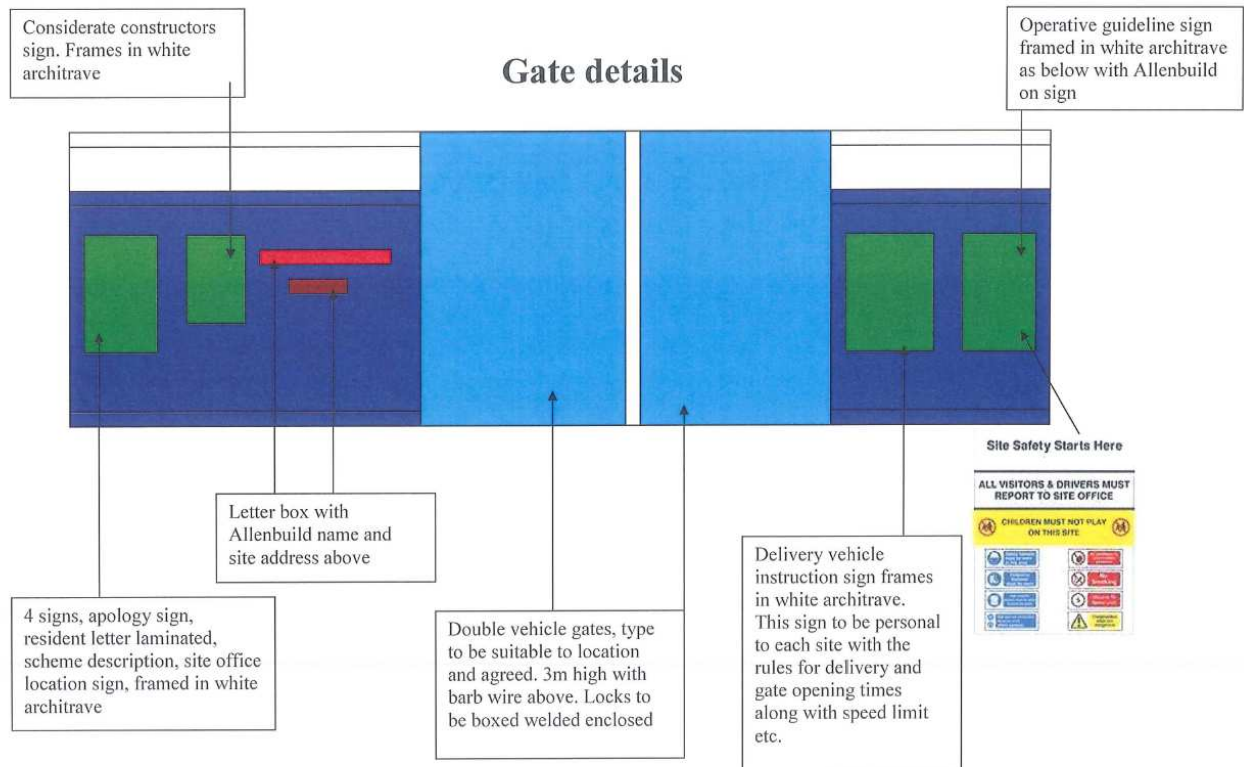 Considerate constructors
sign. Frames in white
architrave
Gate details
Operative guideline sign
framed in white architrave
as below with Allenbuild
on sign
Letter box with
Allenbuild name and
site address above
4 signs, apology sign,
resident letter laminated,
scheme description, site office
location sign, framed in white
architrave
Double vehicle gates, type
to be suitable to location
and agreed. 3m high with
barb wire above. Locks to
be boxed welded enclosed
Delivery vehicle
instruction sign frames
in white architrave.
This sign to be personal
to each site with the
rules for delivery and
gate opening times
along with speed limit
etc.
Site Safety Starts Here
ALL VISITORS & DRIVERS MUST
REPORT TO SITE OFFICE
CHILDREN MUST NOT PLAY
ON THIS SITE
No
Smoking